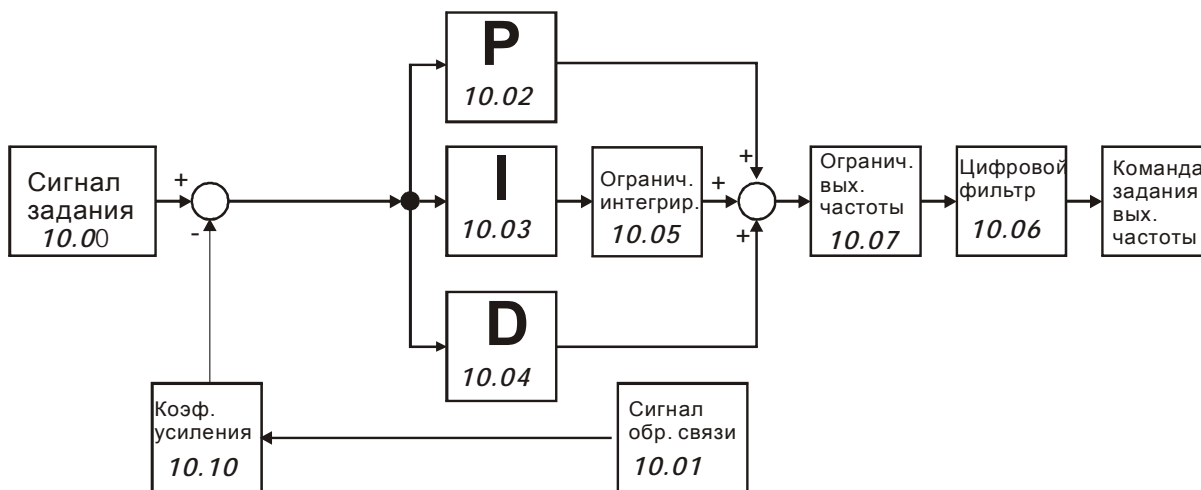 P
10.02
Сигнал
задания
10.00
+
-
I
10.03
Огранич.
интегрир.
10.05
+
+
+
Огранич.
вых.
частоты
10.07
Цифровой
фильтр
10.06
Команда
задания
вых.
частоты
D
10.04
Коэф.
усиления
10.10
Сигнал
обр. связи
10.01